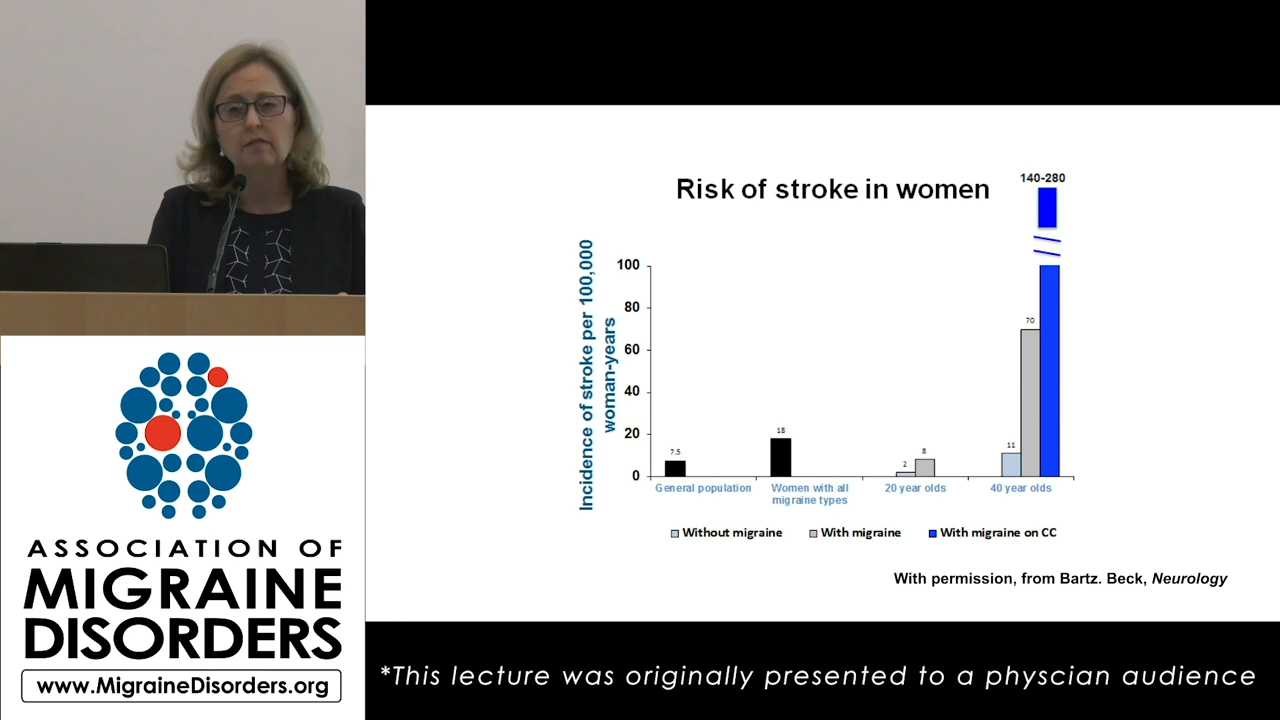 Risk of stroke in women
140-280
Incidence of stroke per 100,000
woman-years
100
80
60
40
20
0
7.5
18
2
8
11
70
General population
Women with all
migraine types
20 year olds
40 year olds
Without migraine
With migraine
With migraine on CC
With permission, from Bartz. Beck, Neurology
ASSOCIATION OF
MIGRAINE
DISORDERS
www.MigraineDisorders.org
*This lecture was originally presented to a physcian audience